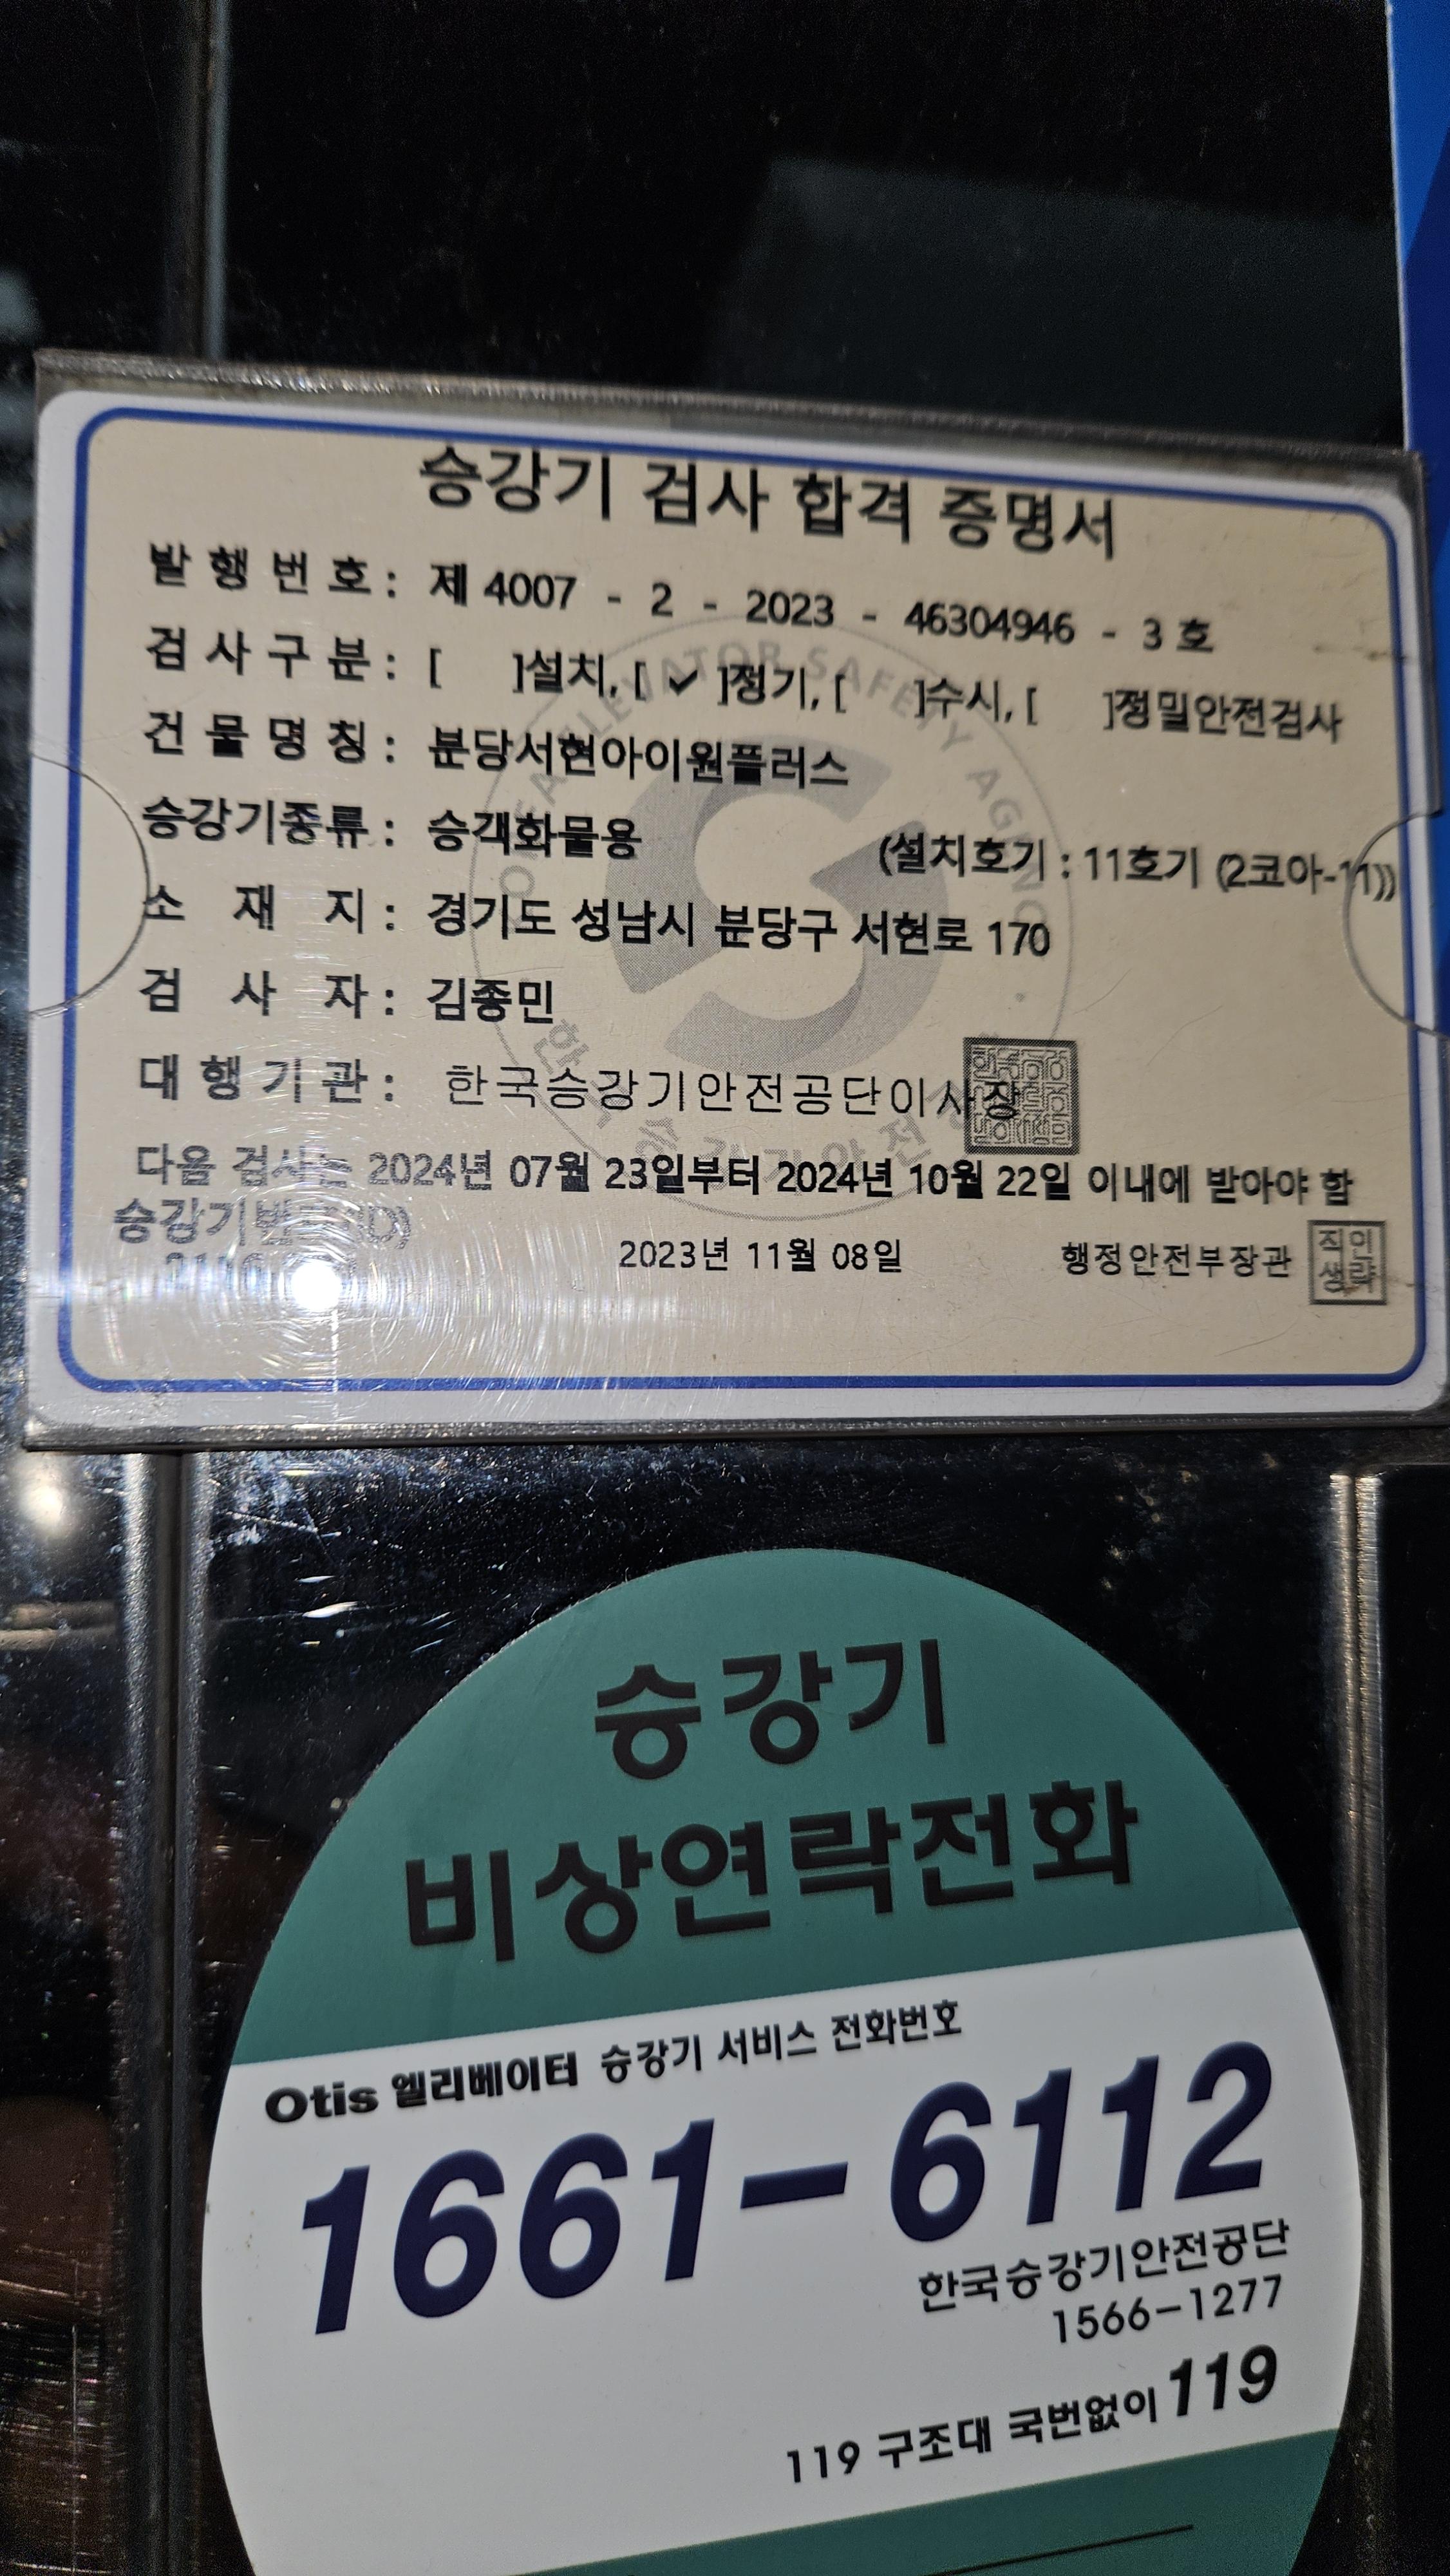 승강기 검사 합격 증명서
발행번호: 제 4007 - 2 - 2023 - 46304946 - 3 호
검사구분: [ ]설치, [ ✓ ]정기, [ ]수시, [ ]정밀안전검사
건물명칭: 분당서현아이원플러스
승강기종류: 승객화물용 (설치호기 : 11호기 (2코아-11))
소재지: 경기도 성남시 분당구 서현로 170
검사자: 김종민
대행기관: 한국승강기안전공단이사장
다음 검사는 2024년 07월 23일부터 2024년 10월 22일 이내에 받아야 함
2023년 11월 08일 행정안전부장관 직인생략
KOREA ELEVATOR SAFETY AGENCY
승강기
비상연락전화
Otis 엘리베이터 승강기 서비스 전화번호
1661-6112
한국승강기안전공단
1566-1277
119 구조대 국번없이 119